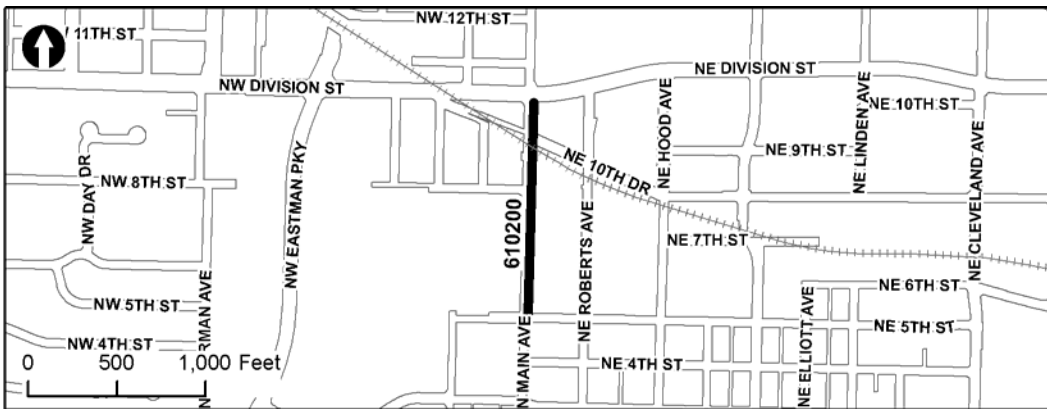 NW 12TH ST
11TH ST
NE DIVISION ST
NW DIVISION ST
NE 10TH ST
NE HOOD AVE
NE LINDEN AVE
NE 9TH ST
NE 10TH DR
NW DAY DR
NW 8TH ST
NW EASTMAN PKY
610200
NE ROBERTS AVE
NE 7TH ST
NE CLEVELAND AVE
NE 6TH ST
NW 5TH ST
RMAN AVE
N MAIN AVE
NE ELLIOTT AVE
NE 5TH ST
NW 4TH ST
NE 4TH ST
0 500 1,000 Feet